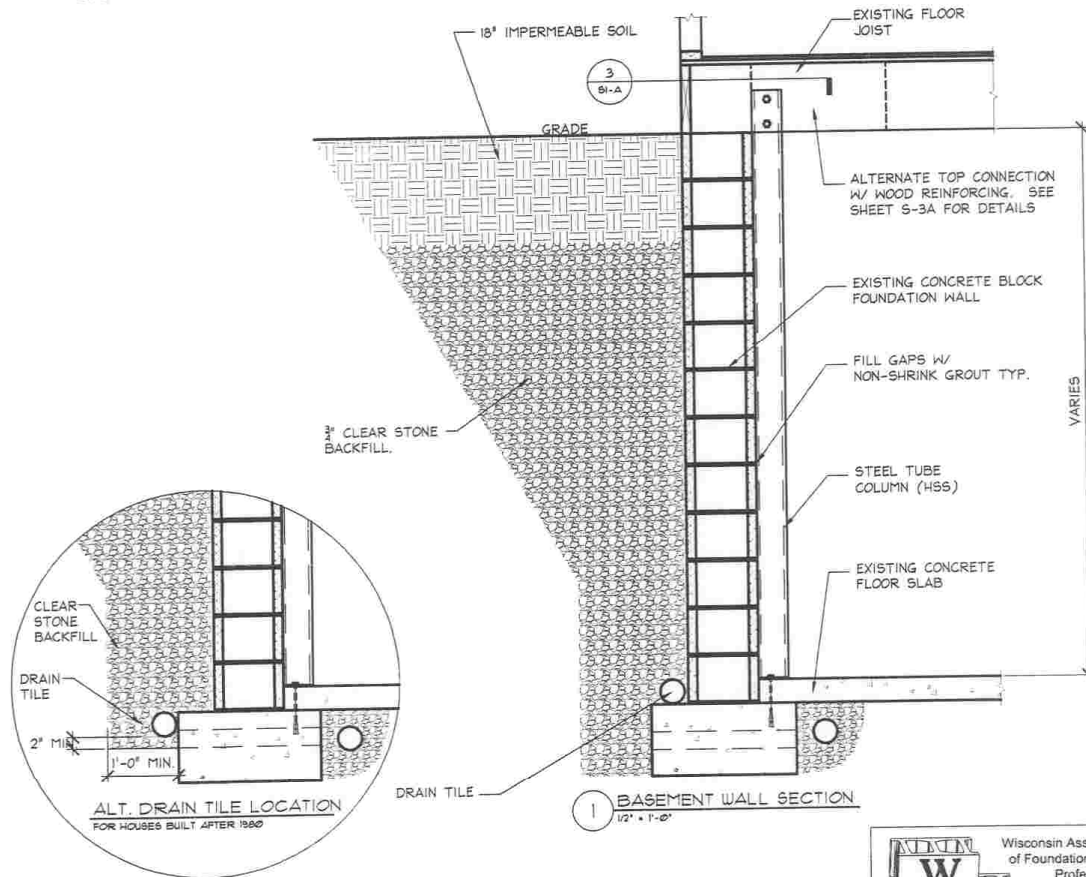 18" IMPERMEABLE SOIL
EXISTING FLOOR
JOIST
3
S1-A
GRADE
ALTERNATE TOP CONNECTION
W/ WOOD REINFORCING. SEE
SHEET S-3A FOR DETAILS
EXISTING CONCRETE BLOCK
FOUNDATION WALL
FILL GAPS W/
NON-SHRINK GROUT TYP.
VARIES
3/4" CLEAR STONE
BACKFILL.
STEEL TUBE
COLUMN (HSS)
EXISTING CONCRETE
FLOOR SLAB
CLEAR
STONE
BACKFILL
DRAIN
TILE
2" MIN
1'-0" MIN.
ALT. DRAIN TILE LOCATION
FOR HOUSES BUILT AFTER 1980
DRAIN TILE
1
BASEMENT WALL SECTION
1/2" = 1'-0"
W
Wisconsin Ass
of Foundation
Profe